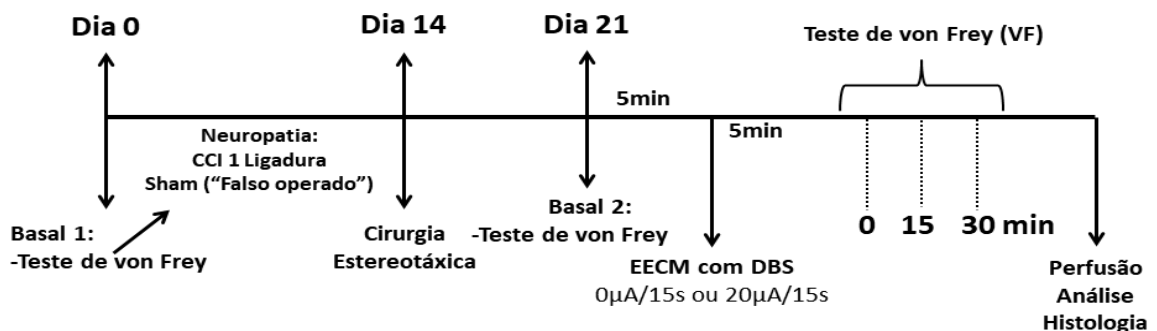 Dia 0
Dia 14
Dia 21
Teste de von Frey (VF)
5min
5min
Neuropatia:
CCI 1 Ligadura
Sham (“Falso operado”)
Basal 1:
-Teste de von Frey
Cirurgia
Estereotáxica
Basal 2:
-Teste de von Frey
EECM com DBS
0µA/15s ou 20µA/15s
0 15 30 min
Perfusão
Análise
Histologia